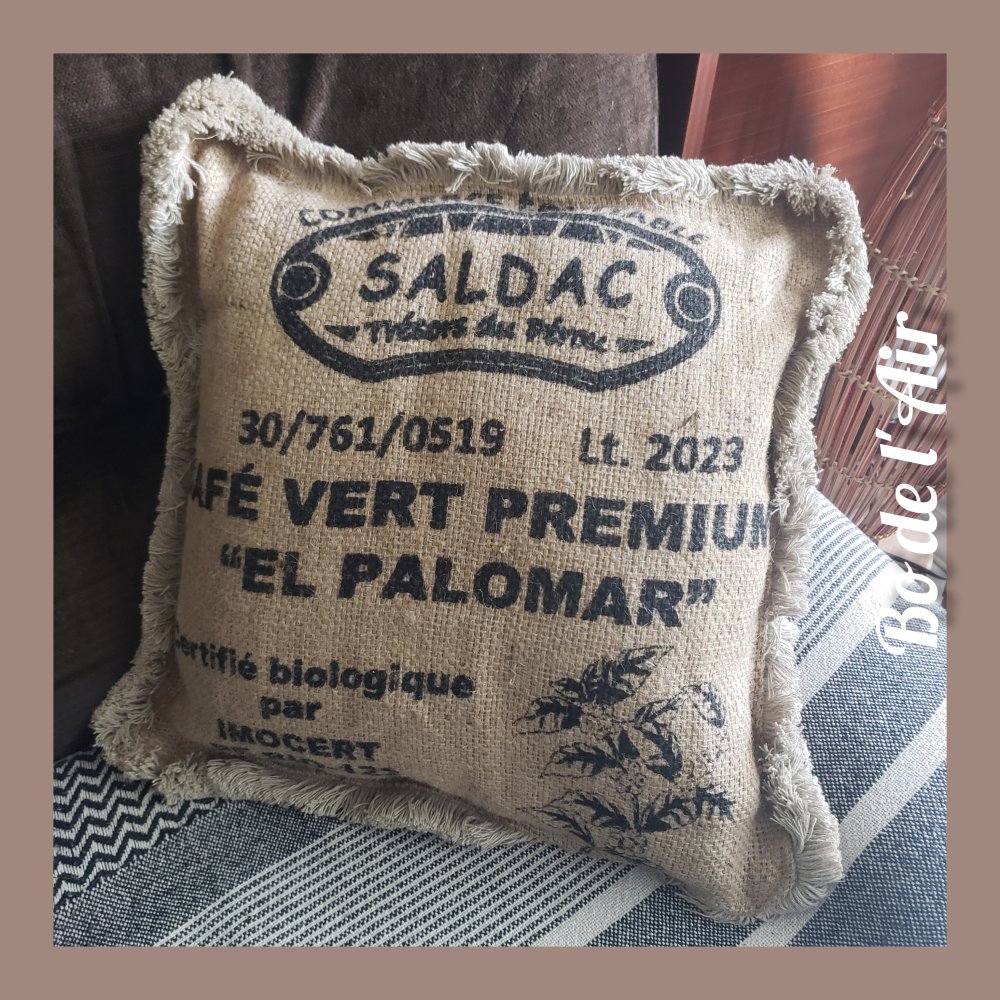 SALDAC
Trésors du Pérou
30/761/0519 Lt. 2023
AFÉ VERT PREMIUM
“EL PALOMAR”
ertifié biologique
par
IMOCERT
Bo de l'Air